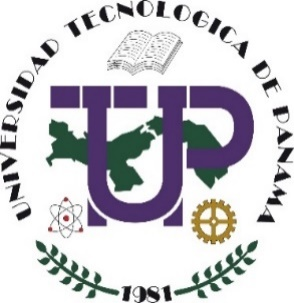 UNIVERSIDAD TECNOLOGICA DE PANAMA
UTP
1981